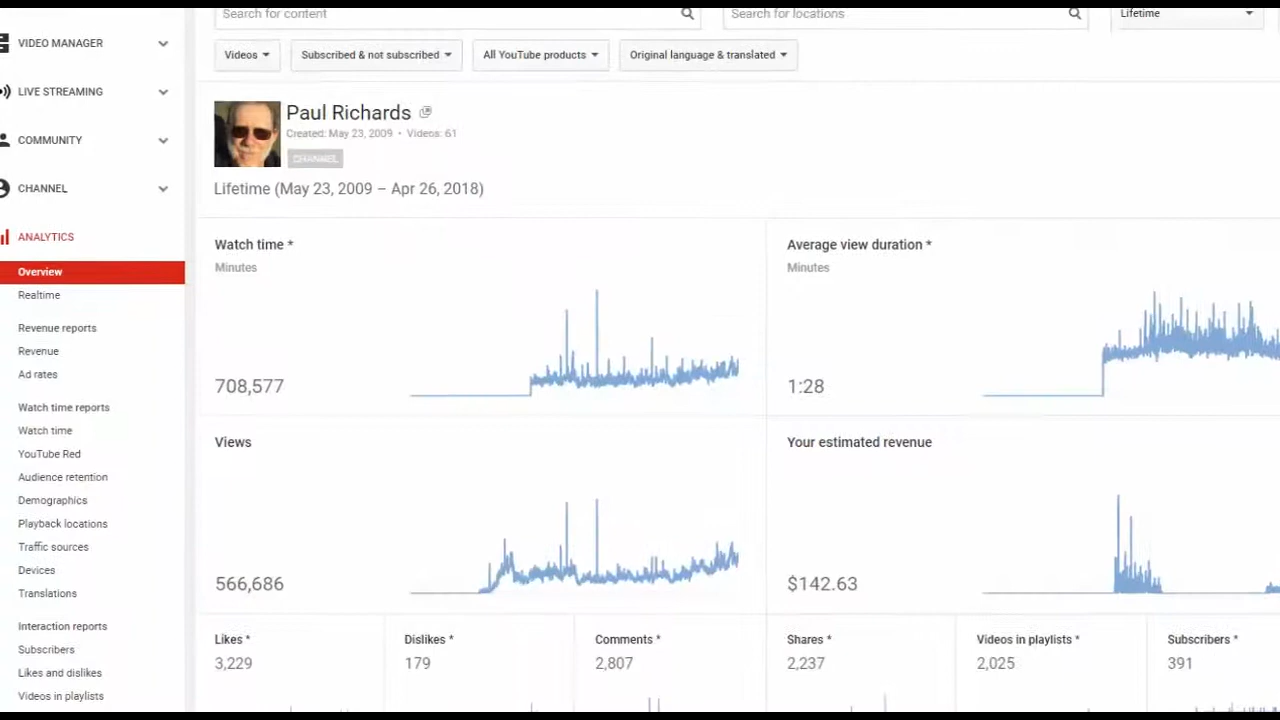 Search for content
Search for locations
Lifetime
VIDEO MANAGER
LIVE STREAMING
COMMUNITY
CHANNEL
ANALYTICS
Overview
Realtime
Revenue reports
Revenue
Ad rates
Watch time reports
Watch time
YouTube Red
Audience retention
Demographics
Playback locations
Traffic sources
Devices
Translations
Interaction reports
Subscribers
Likes and dislikes
Videos in playlists
Videos
Subscribed & not subscribed
All YouTube products
Original language & translated
Paul Richards
Created: May 23, 2009 • Videos: 61
CHANNEL
Lifetime (May 23, 2009 – Apr 26, 2018)
Watch time *
Minutes
708,577
Average view duration *
Minutes
1:28
Views
566,686
Your estimated revenue
$142.63
Likes *
3,229
Dislikes *
179
Comments *
2,807
Shares *
2,237
Videos in playlists *
2,025
Subscribers *
391